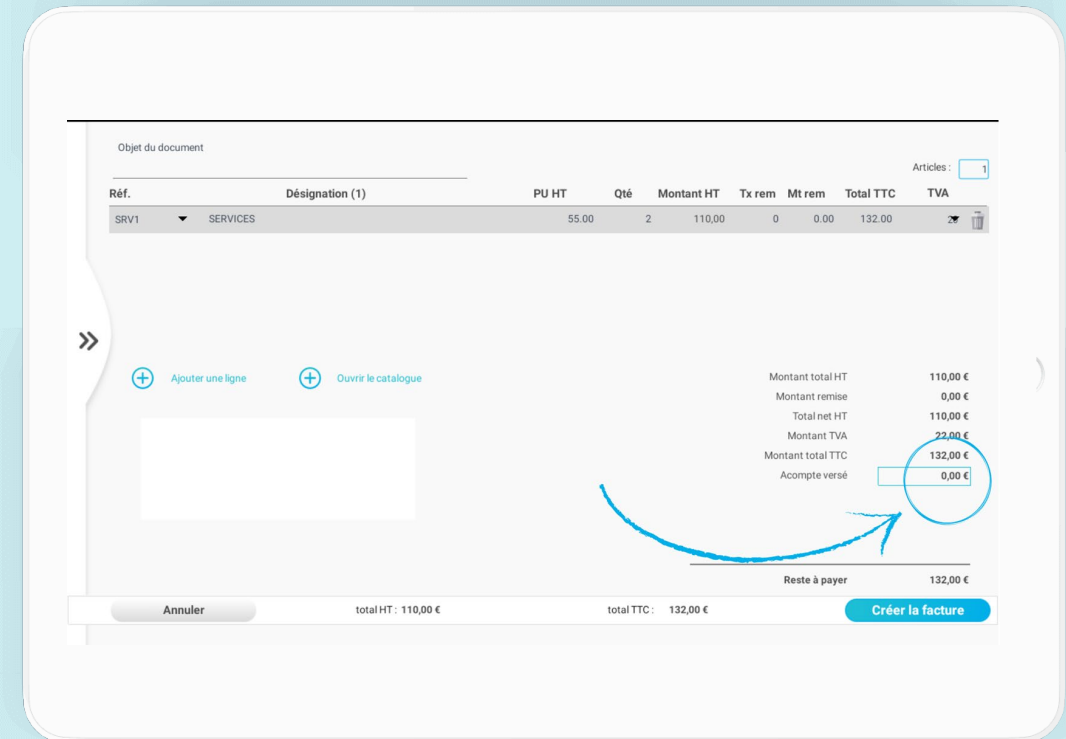 Objet du document
Articles : 1
Réf. Désignation (1) PU HT Qté Montant HT Tx rem Mt rem Total TTC TVA
SRV1 SERVICES 55.00 2 110,00 0 0.00 132.00
Ajouter une ligne Ouvrir le catalogue
Montant total HT 110,00 €
Montant remise 0,00 €
Total net HT 110,00 €
Montant TVA 22,00 €
Montant total TTC 132,00 €
Acompte versé 0,00 €
Reste à payer 132,00 €
Annuler total HT : 110,00 € total TTC : 132,00 € Créer la facture